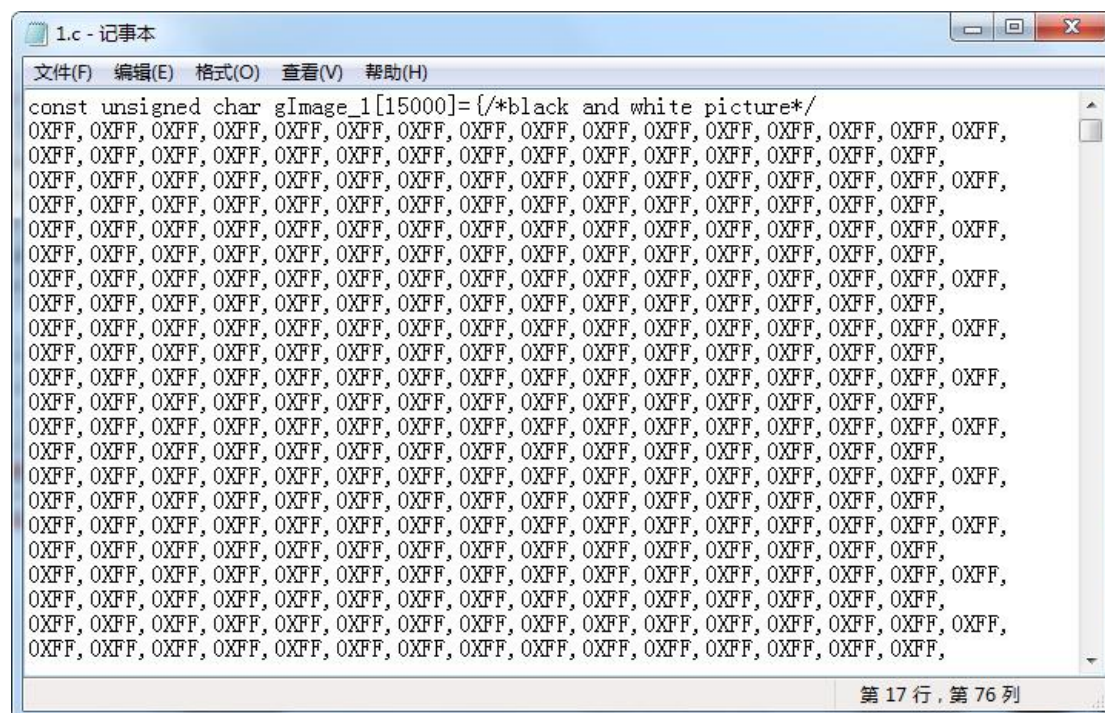 1.c - 记事本
文件(F) 编辑(E) 格式(O) 查看(V) 帮助(H)
const unsigned char gImage_1[15000]={/*black and white picture*/
0XFF,0XFF,0XFF,0XFF,0XFF,0XFF,0XFF,0XFF,0XFF,0XFF,0XFF,0XFF,0XFF,0XFF,0XFF,0XFF,
0XFF,0XFF,0XFF,0XFF,0XFF,0XFF,0XFF,0XFF,0XFF,0XFF,0XFF,0XFF,0XFF,0XFF,0XFF,
0XFF,0XFF,0XFF,0XFF,0XFF,0XFF,0XFF,0XFF,0XFF,0XFF,0XFF,0XFF,0XFF,0XFF,0XFF,0XFF,
0XFF,0XFF,0XFF,0XFF,0XFF,0XFF,0XFF,0XFF,0XFF,0XFF,0XFF,0XFF,0XFF,0XFF,0XFF,
0XFF,0XFF,0XFF,0XFF,0XFF,0XFF,0XFF,0XFF,0XFF,0XFF,0XFF,0XFF,0XFF,0XFF,0XFF,0XFF,
0XFF,0XFF,0XFF,0XFF,0XFF,0XFF,0XFF,0XFF,0XFF,0XFF,0XFF,0XFF,0XFF,0XFF,0XFF,
0XFF,0XFF,0XFF,0XFF,0XFF,0XFF,0XFF,0XFF,0XFF,0XFF,0XFF,0XFF,0XFF,0XFF,0XFF,0XFF,
0XFF,0XFF,0XFF,0XFF,0XFF,0XFF,0XFF,0XFF,0XFF,0XFF,0XFF,0XFF,0XFF,0XFF,0XFF,
0XFF,0XFF,0XFF,0XFF,0XFF,0XFF,0XFF,0XFF,0XFF,0XFF,0XFF,0XFF,0XFF,0XFF,0XFF,0XFF,
0XFF,0XFF,0XFF,0XFF,0XFF,0XFF,0XFF,0XFF,0XFF,0XFF,0XFF,0XFF,0XFF,0XFF,0XFF,
0XFF,0XFF,0XFF,0XFF,0XFF,0XFF,0XFF,0XFF,0XFF,0XFF,0XFF,0XFF,0XFF,0XFF,0XFF,0XFF,
0XFF,0XFF,0XFF,0XFF,0XFF,0XFF,0XFF,0XFF,0XFF,0XFF,0XFF,0XFF,0XFF,0XFF,0XFF,
0XFF,0XFF,0XFF,0XFF,0XFF,0XFF,0XFF,0XFF,0XFF,0XFF,0XFF,0XFF,0XFF,0XFF,0XFF,0XFF,
0XFF,0XFF,0XFF,0XFF,0XFF,0XFF,0XFF,0XFF,0XFF,0XFF,0XFF,0XFF,0XFF,0XFF,0XFF,
0XFF,0XFF,0XFF,0XFF,0XFF,0XFF,0XFF,0XFF,0XFF,0XFF,0XFF,0XFF,0XFF,0XFF,0XFF,0XFF,
0XFF,0XFF,0XFF,0XFF,0XFF,0XFF,0XFF,0XFF,0XFF,0XFF,0XFF,0XFF,0XFF,0XFF,0XFF,
0XFF,0XFF,0XFF,0XFF,0XFF,0XFF,0XFF,0XFF,0XFF,0XFF,0XFF,0XFF,0XFF,0XFF,0XFF,0XFF,
0XFF,0XFF,0XFF,0XFF,0XFF,0XFF,0XFF,0XFF,0XFF,0XFF,0XFF,0XFF,0XFF,0XFF,0XFF,
0XFF,0XFF,0XFF,0XFF,0XFF,0XFF,0XFF,0XFF,0XFF,0XFF,0XFF,0XFF,0XFF,0XFF,0XFF,0XFF,
0XFF,0XFF,0XFF,0XFF,0XFF,0XFF,0XFF,0XFF,0XFF,0XFF,0XFF,0XFF,0XFF,0XFF,0XFF,
0XFF,0XFF,0XFF,0XFF,0XFF,0XFF,0XFF,0XFF,0XFF,0XFF,0XFF,0XFF,0XFF,0XFF,0XFF,0XFF,
0XFF,0XFF,0XFF,0XFF,0XFF,0XFF,0XFF,0XFF,0XFF,0XFF,0XFF,0XFF,0XFF,0XFF,0XFF,
第 17 行，第 76 列